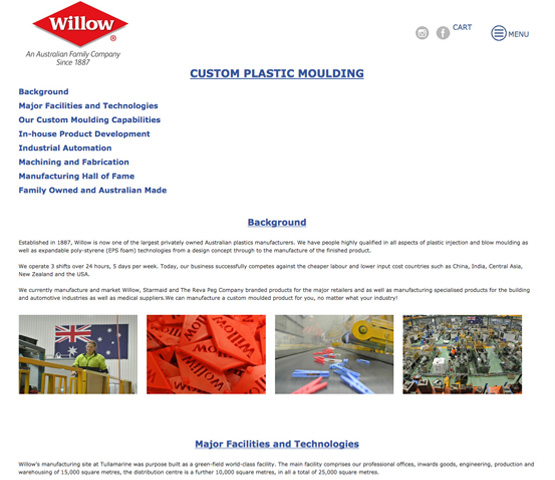 Willow
®
An Australian Family Company
Since 1887
CART
MENU
CUSTOM PLASTIC MOULDING
Background
Major Facilities and Technologies
Our Custom Moulding Capabilities
In-house Product Development
Industrial Automation
Machining and Fabrication
Manufacturing Hall of Fame
Family Owned and Australian Made
Background
Established in 1887, Willow is now one of the largest privately owned Australian plastics manufacturers. We have people highly qualified in all aspects of plastic injection and blow moulding as
well as expandable poly-styrene (EPS foam) technologies from a design concept through to the manufacture of the finished product.
We operate 3 shifts over 24 hours, 5 days per week. Today, our business successfully competes against the cheaper labour and lower input cost countries such as China, India, Central Asia,
New Zealand and the USA.
We currently manufacture and market Willow, Starmaid and The Reva Peg Company branded products for the major retailers and as well as manufacturing specialised products for the building
and automotive industries as well as medical suppliers.We can manufacture a custom moulded product for you, no matter what your industry!
Willow
Willow
Willow
Major Facilities and Technologies
Willow's manufacturing site at Tullamarine was purpose built as a green-field world-class facility. The main facility comprises our professional offices, inwards goods, engineering, production and
warehousing of 15,000 square metres, the distribution centre is a further 10,000 square metres, in all a total of 25,000 square metres.